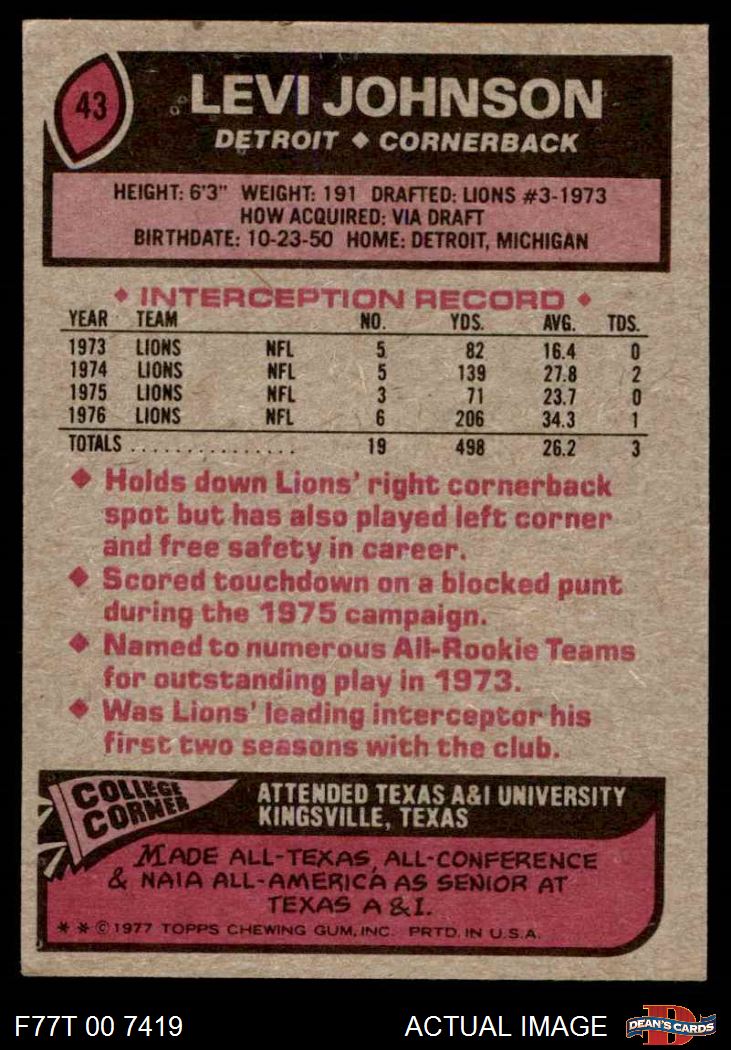 43
LEVI JOHNSON
DETROIT ◆ CORNERBACK
HEIGHT: 6'3" WEIGHT: 191 DRAFTED: LIONS #3-1973
HOW ACQUIRED: VIA DRAFT
BIRTHDATE: 10-23-50 HOME: DETROIT, MICHIGAN
◆ INTERCEPTION RECORD ◆
YEAR TEAM NO. YDS. AVG. TDS.
1973 LIONS NFL 5 82 16.4 0
1974 LIONS NFL 5 139 27.8 2
1975 LIONS NFL 3 71 23.7 0
1976 LIONS NFL 6 206 34.3 1
TOTALS ................ 19 498 26.2 3
◆ Holds down Lions' right cornerback
spot but has also played left corner
and free safety in career.
◆ Scored touchdown on a blocked punt
during the 1975 campaign.
◆ Named to numerous All-Rookie Teams
for outstanding play in 1973.
◆ Was Lions' leading interceptor his
first two seasons with the club.
COLLEGE
CORNER
ATTENDED TEXAS A&I UNIVERSITY
KINGSVILLE, TEXAS
MADE ALL-TEXAS, ALL-CONFERENCE
& NAIA ALL-AMERICA AS SENIOR AT
TEXAS A & I.
* * © 1977 TOPPS CHEWING GUM, INC. PRTD. IN U.S.A.
F77T 00 7419 ACTUAL IMAGE
D
DEAN'S CARDS